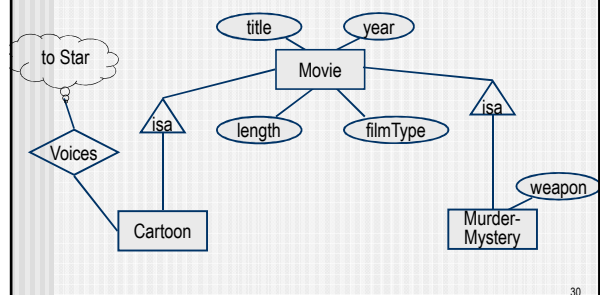 title
year
to Star
Movie
isa
isa
length
filmType
Voices
weapon
Cartoon
Murder-
Mystery
30